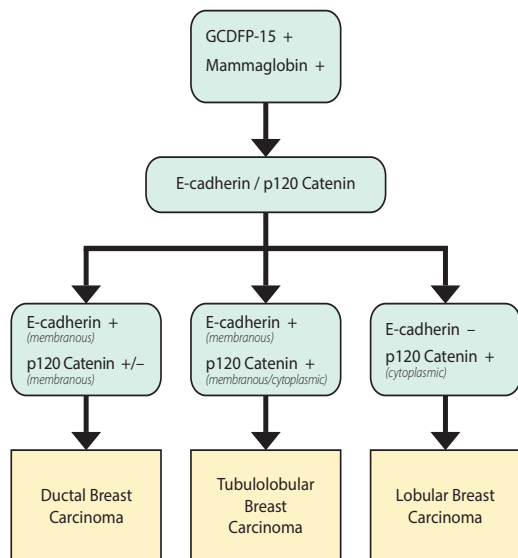 GCDFP-15 +
Mammaglobin +
E-cadherin / p120 Catenin
E-cadherin +
(membranous)
p120 Catenin +/–
(membranous)
E-cadherin +
(membranous)
p120 Catenin +
(membranous/cytoplasmic)
E-cadherin –
p120 Catenin +
(cytoplasmic)
Ductal Breast
Carcinoma
Tubulolobular
Breast
Carcinoma
Lobular Breast
Carcinoma